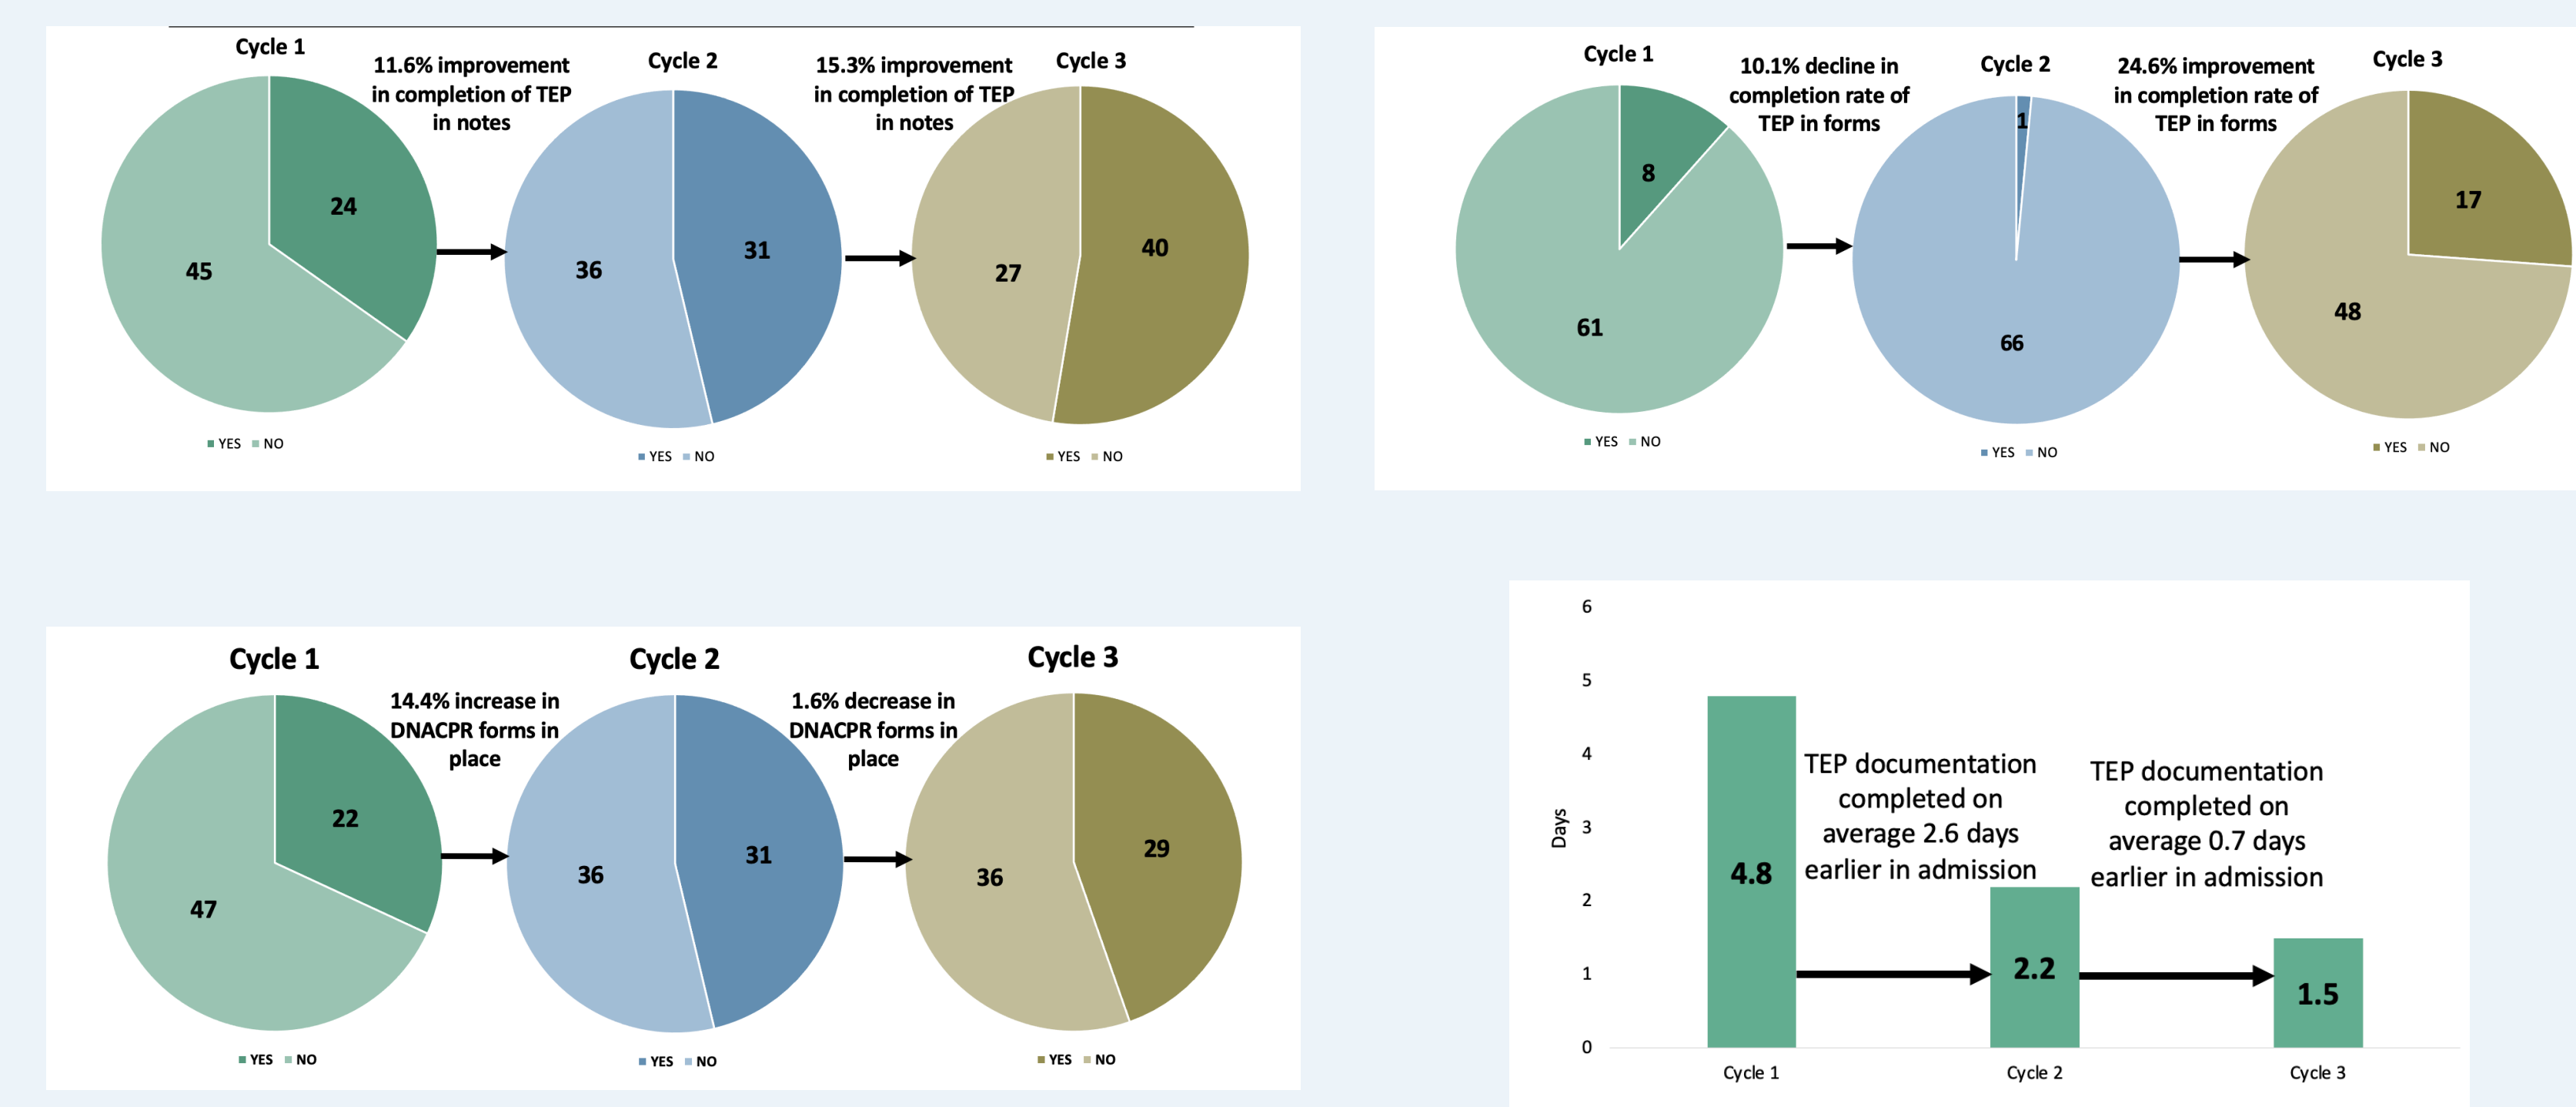 Cycle 1
11.6% improvement
in completion of TEP
in notes
Cycle 2
15.3% improvement
in completion of TEP
in notes
Cycle 3
24
45
31
36
40
27
YES NO
YES NO
YES NO
Cycle 1
10.1% decline in
completion rate of
TEP in forms
Cycle 2
24.6% improvement
in completion rate of
TEP in forms
Cycle 3
8
61
1
66
17
48
YES NO
YES NO
YES NO
Cycle 1
14.4% increase in
DNACPR forms in
place
Cycle 2
1.6% decrease in
DNACPR forms in
place
Cycle 3
22
47
31
36
29
36
YES NO
YES NO
YES NO
6
5
4
3
2
1
0
Days
4.8
TEP documentation
completed on
average 2.6 days
earlier in admission
2.2
TEP documentation
completed on
average 0.7 days
earlier in admission
1.5
Cycle 1
Cycle 2
Cycle 3